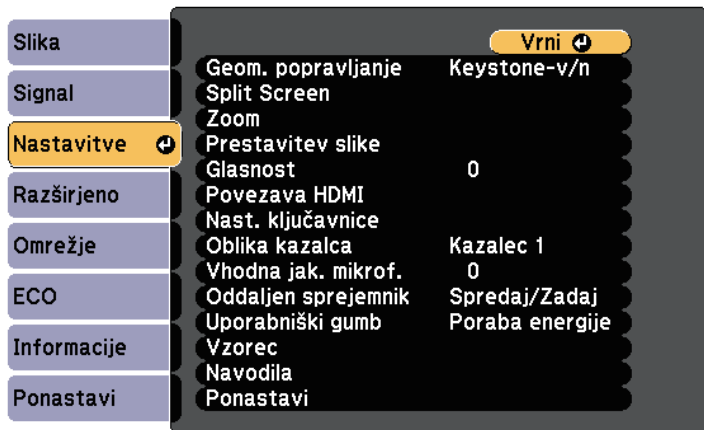 Slika
Signal
Nastavitve
Razširjeno
Omrežje
ECO
Informacije
Ponastavi
Vrni
Geom. popravljanje Keystone-v/n
Split Screen
Zoom
Prestavitev slike
Glasnost 0
Povezava HDMI
Nast. ključavnice
Oblika kazalca Kazalec 1
Vhodna jak. mikrof. 0
Oddaljen sprejemnik Spredaj/Zadaj
Uporabniški gumb Poraba energije
Vzorec
Navodila
Ponastavi